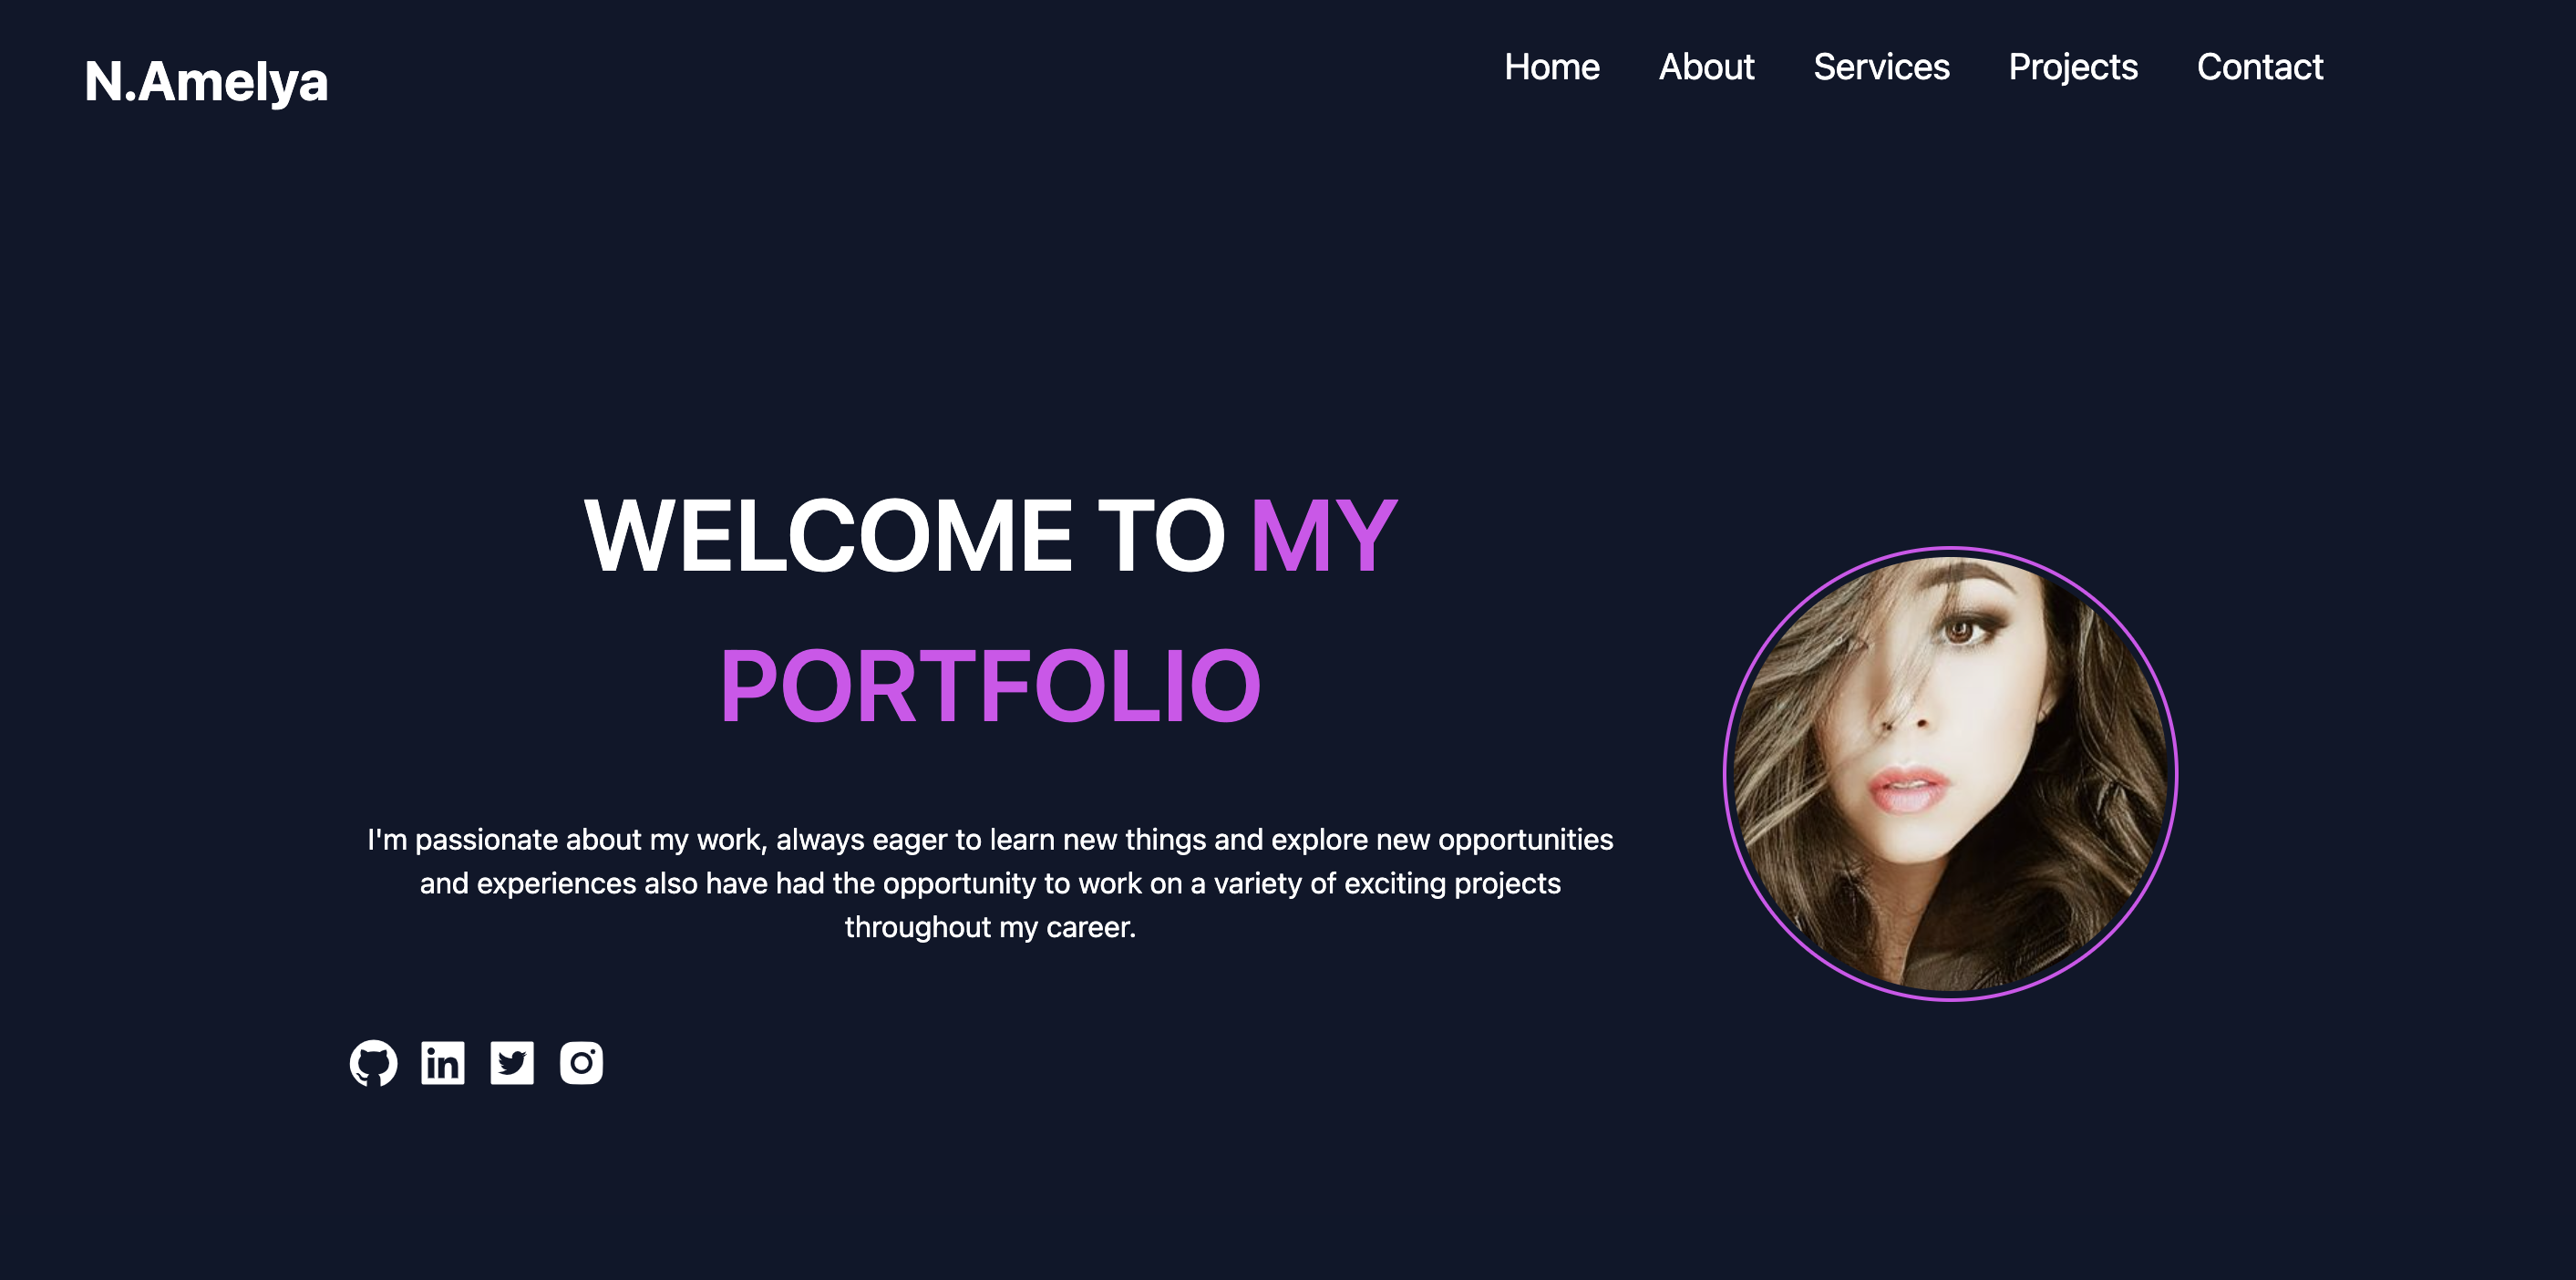 N.Amelya
Home About Services Projects Contact
WELCOME TO MY
PORTFOLIO
I'm passionate about my work, always eager to learn new things and explore new opportunities
and experiences also have had the opportunity to work on a variety of exciting projects
throughout my career.
in